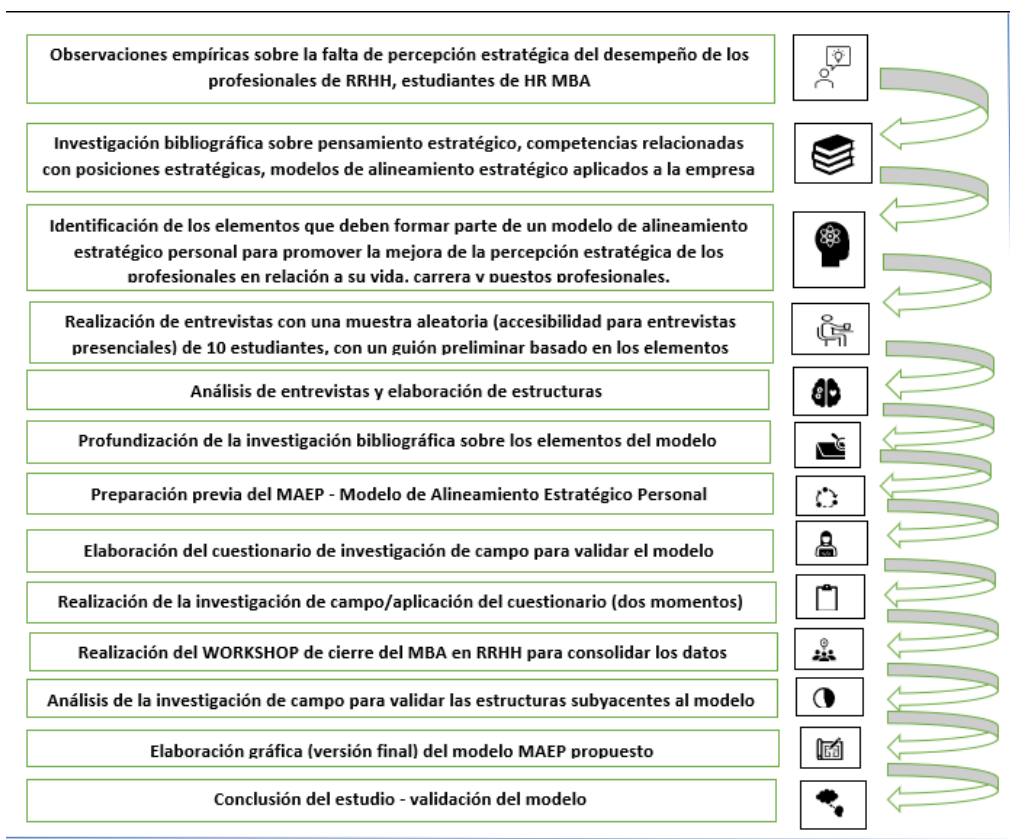 Observaciones empíricas sobre la falta de percepción estratégica del desempeño de los
profesionales de RRHH, estudiantes de HR MBA
Investigación bibliográfica sobre pensamiento estratégico, competencias relacionadas
con posiciones estratégicas, modelos de alineamiento estratégico aplicados a la empresa
Identificación de los elementos que deben formar parte de un modelo de alineamiento
estratégico personal para promover la mejora de la percepción estratégica de los
profesionales en relación a su vida, carrera y puestos profesionales.
Realización de entrevistas con una muestra aleatoria (accesibilidad para entrevistas
presenciales) de 10 estudiantes, con un guión preliminar basado en los elementos
Análisis de entrevistas y elaboración de estructuras
Profundización de la investigación bibliográfica sobre los elementos del modelo
Preparación previa del MAEP - Modelo de Alineamiento Estratégico Personal
Elaboración del cuestionario de investigación de campo para validar el modelo
Realización de la investigación de campo/aplicación del cuestionario (dos momentos)
Realización del WORKSHOP de cierre del MBA en RRHH para consolidar los datos
Análisis de la investigación de campo para validar las estructuras subyacentes al modelo
Elaboración gráfica (versión final) del modelo MAEP propuesto
Conclusión del estudio - validación del modelo